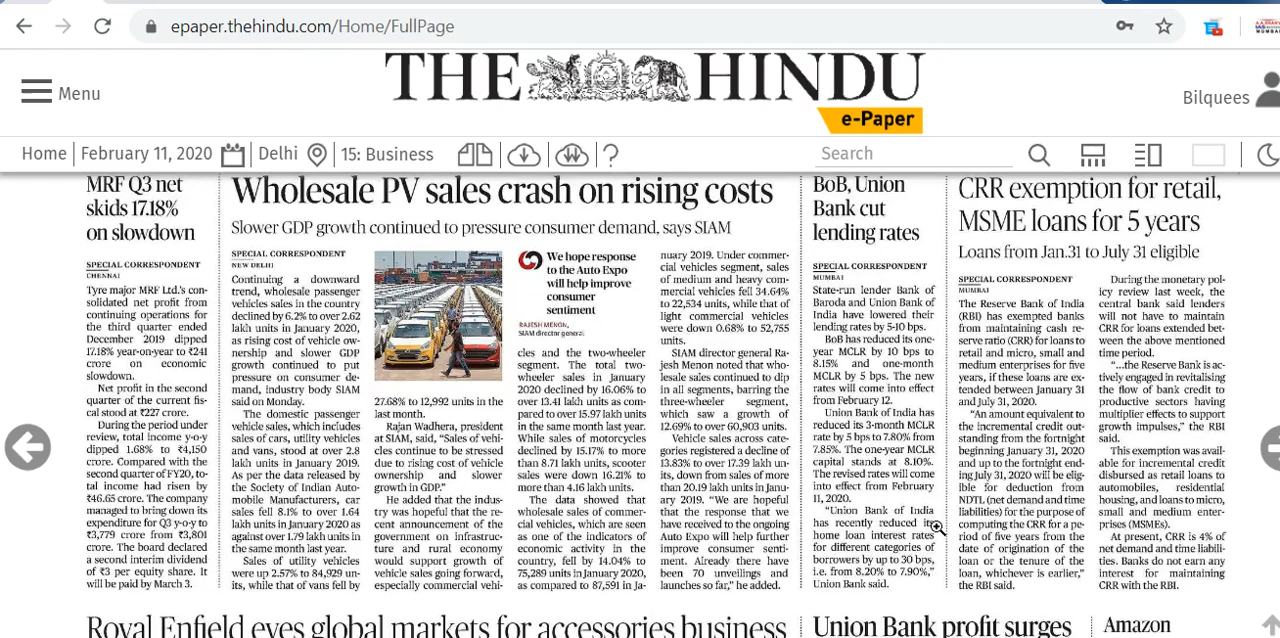 epaper.thehindu.com/Home/FullPage
Menu
THE HINDU
e-Paper
Bilquees
Home
February 11, 2020
Delhi
15: Business
?
Search
MRF Q3 net
skids 17.18%
on slowdown
SPECIAL CORRESPONDENT
CHENNAI
Tyre major MRF Ltd.'s con-
solidated net profit from
continuing operations for
the third quarter ended
December 2019 dipped
17.18% year-on-year to ₹241
crore on economic
slowdown.
Net profit in the second
quarter of the current fis-
cal stood at ₹227 crore.
During the period under
review, total income y-o-y
dipped 1.68% to ₹4,150
crore. Compared with the
second quarter of FY20, to-
tal income had risen by
₹46.65 crore. The company
managed to bring down its
expenditure for Q3 y-o-y to
₹3,779 crore from ₹3,801
crore. The board declared
a second interim dividend
of ₹3 per equity share. It
will be paid by March 3.
Wholesale PV sales crash on rising costs
Slower GDP growth continued to pressure consumer demand, says SIAM
SPECIAL CORRESPONDENT
NEW DELHI
Continuing a downward
trend, wholesale passenger
vehicles sales in the country
declined by 6.2% to over 2.62
lakh units in January 2020,
as rising cost of vehicle ow-
nership and slower GDP
growth continued to put
pressure on consumer de-
mand, industry body SIAM
said on Monday.
The domestic passenger
vehicle sales, which includes
sales of cars, utility vehicles
and vans, stood at over 2.8
lakh units in January 2019.
As per the data released by
the Society of Indian Auto-
mobile Manufacturers, car
sales fell 8.1% to over 1.64
lakh units in January 2020 as
against over 1.79 lakh units in
the same month last year.
Sales of utility vehicles
were up 2.57% to 84,929 un-
its, while that of vans fell by
27.68% to 12,992 units in the
last month.
Rajan Wadhera, president
at SIAM, said, “Sales of vehi-
cles continue to be stressed
due to rising cost of vehicle
ownership and slower
growth in GDP.”
He added that the indus-
try was hopeful that the re-
cent announcement of the
government on infrastruc-
ture and rural economy
would support growth of
vehicle sales going forward,
especially commercial vehi-
We hope response
to the Auto Expo
will help improve
consumer
sentiment
RAJESH MENON,
SIAM director general
cles and the two-wheeler
segment. The total two-
wheeler sales in January
2020 declined by 16.06% to
over 13.41 lakh units as com-
pared to over 15.97 lakh units
in the same month last year.
While sales of motorcycles
declined by 15.17% to more
than 8.71 lakh units, scooter
sales were down 16.21% to
more than 4.16 lakh units.
The data showed that
wholesale sales of commer-
cial vehicles, which are seen
as one of the indicators of
economic activity in the
country, fell by 14.04% to
75,289 units in January 2020,
as compared to 87,591 in Ja-
nuary 2019. Under commer-
cial vehicles segment, sales
of medium and heavy com-
mercial vehicles fell 34.64%
to 22,534 units, while that of
light commercial vehicles
were down 0.68% to 52,755
units.
SIAM director general Ra-
jesh Menon noted that who-
lesale sales continued to dip
in all segments, barring the
three-wheeler segment,
which saw a growth of
12.69% to over 60,903 units.
Vehicle sales across cate-
gories registered a decline of
13.83% to over 17.39 lakh un-
its, down from sales of more
than 20.19 lakh units in Janu-
ary 2019. “We are hopeful
that the response that we
have received to the ongoing
Auto Expo will help further
improve consumer senti-
ment. Already there have
been 70 unveilings and
launches so far,” he added.
BoB, Union
Bank cut
lending rates
SPECIAL CORRESPONDENT
MUMBAI
State-run lender Bank of
Baroda and Union Bank of
India have lowered their
lending rates by 5-10 bps.
BoB has reduced its one-
year MCLR by 10 bps to
8.15% and one-month
MCLR by 5 bps. The new
rates will come into effect
from February 12.
Union Bank of India has
reduced its 3-month MCLR
rate by 5 bps to 7.80% from
7.85%. The one-year MCLR
capital stands at 8.10%.
The revised rates will come
into effect from February
11, 2020.
“Union Bank of India
has recently reduced its
home loan interest rates
for different categories of
borrowers by up to 30 bps,
i.e. from 8.20% to 7.90%,”
Union Bank said.
CRR exemption for retail,
MSME loans for 5 years
Loans from Jan.31 to July 31 eligible
SPECIAL CORRESPONDENT
MUMBAI
The Reserve Bank of India
(RBI) has exempted banks
from maintaining cash re-
serve ratio (CRR) for loans to
retail and micro, small and
medium enterprises for five
years, if these loans are ex-
tended between January 31
and July 31, 2020.
“An amount equivalent to
the incremental credit out-
standing from the fortnight
beginning January 31, 2020
and up to the fortnight end-
ing July 31, 2020 will be elig-
ible for deduction from
NDTL (net demand and time
liabilities) for the purpose of
computing the CRR for a pe-
riod of five years from the
date of origination of the
loan or the tenure of the
loan, whichever is earlier,”
the RBI said.
During the monetary pol-
icy review last week, the
central bank said lenders
will not have to maintain
CRR for loans extended bet-
ween the above mentioned
time period.
“...the Reserve Bank is ac-
tively engaged in revitalising
the flow of bank credit to
productive sectors having
multiplier effects to support
growth impulses,” the RBI
said.
This exemption was avail-
able for incremental credit
disbursed as retail loans to
automobiles, residential
housing, and loans to micro,
small and medium enter-
prises (MSMEs).
At present, CRR is 4% of
net demand and time liabili-
ties. Banks do not earn any
interest for maintaining
CRR with the RBI.
Royal Enfield eyes global markets for accessories business
Union Bank profit surges
Amazon